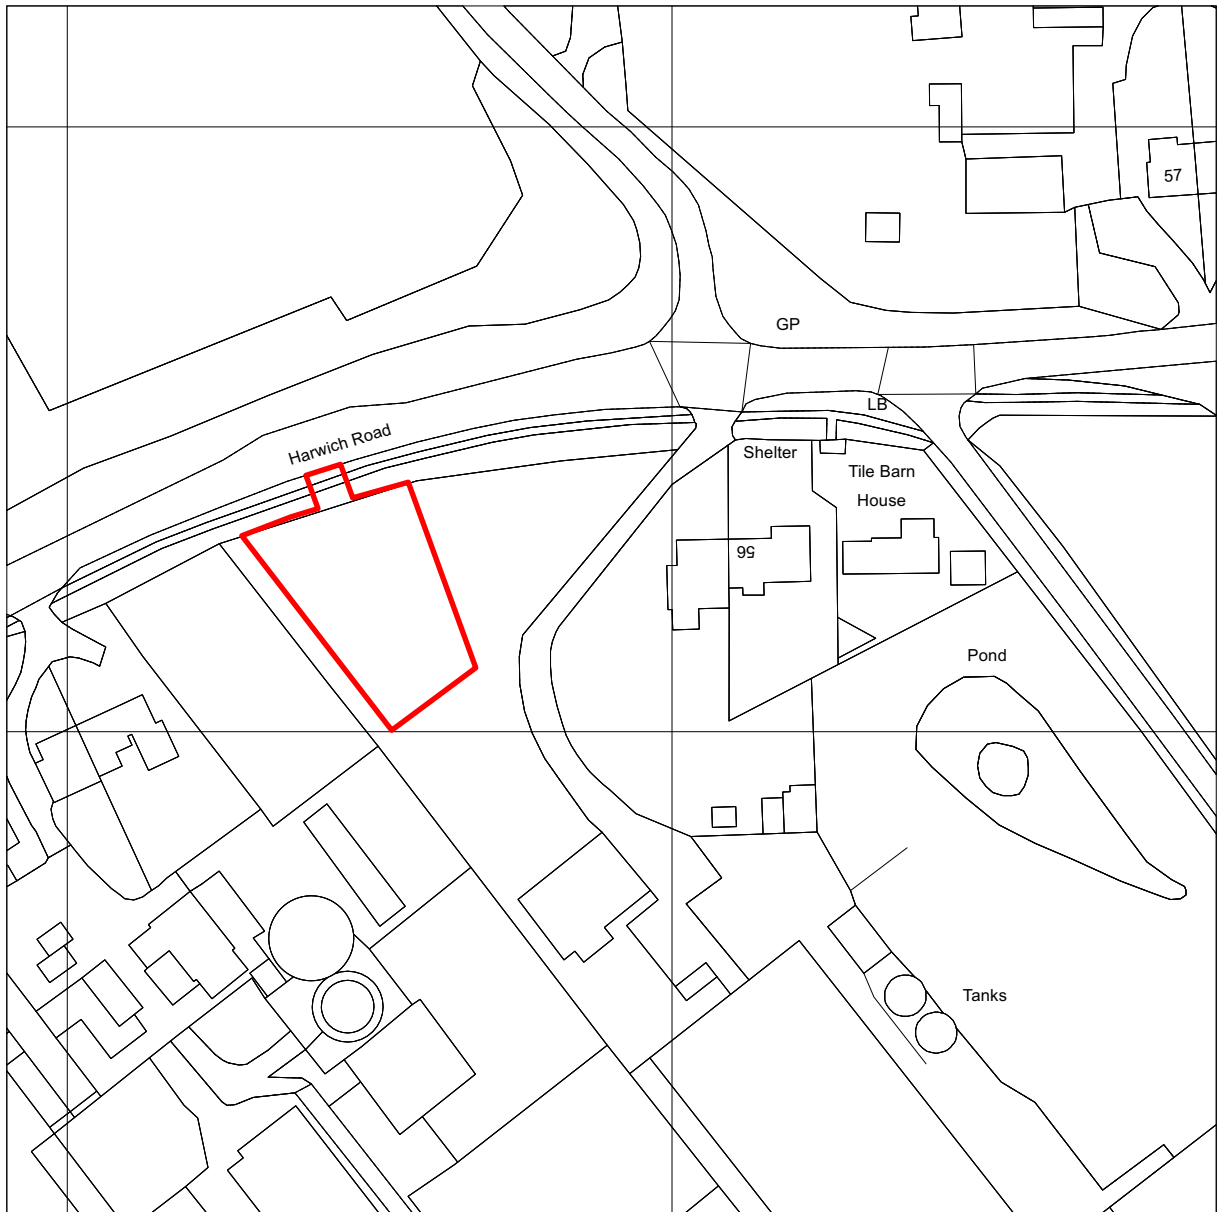 57
GP
LB
Harwich Road
Shelter
Tile Barn
House
56
Pond
Tanks